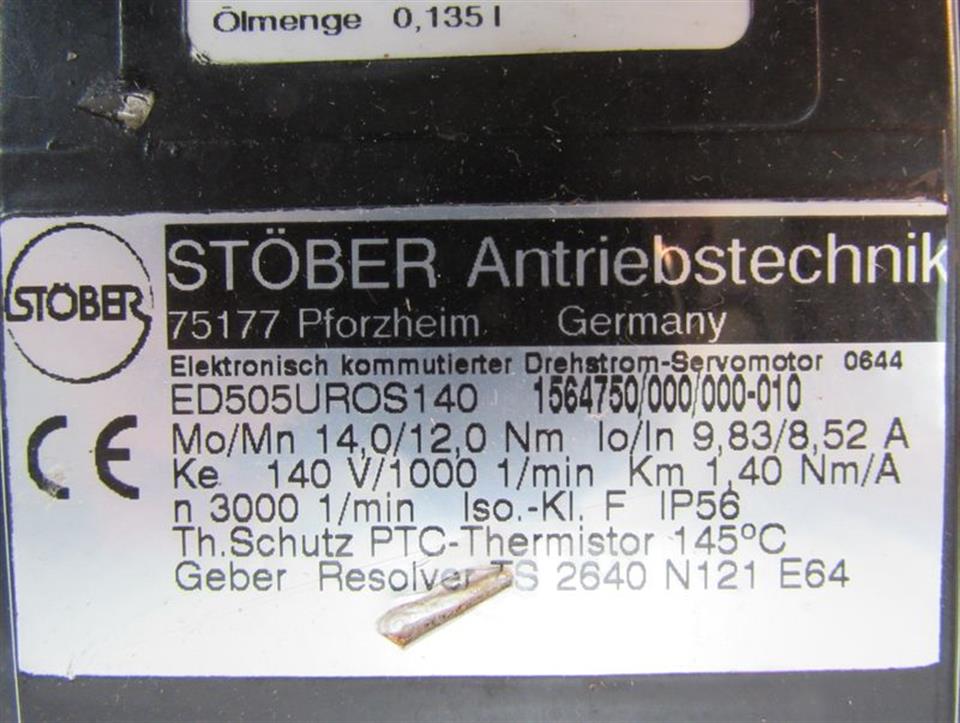 Ölmenge 0,135 l
STÖBER
STÖBER Antriebstechnik
75177 Pforzheim Germany
Elektronisch kommutierter Drehstrom-Servomotor 0644
ED505UROS140 1564750/000/000-010
CE
Mo/Mn 14,0/12,0 Nm Io/In 9,83/8,52 A
Ke 140 V/1000 1/min Km 1,40 Nm/A
n 3000 1/min Iso.-Kl. F IP56
Th.Schutz PTC-Thermistor 145ºC
Geber Resolver TS 2640 N121 E64